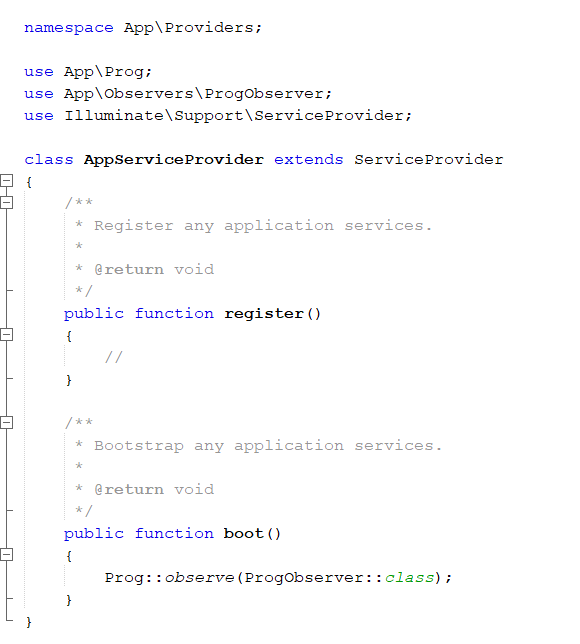 namespace App\Providers;
use App\Prog;
use App\Observers\ProgObserver;
use Illuminate\Support\ServiceProvider;
class AppServiceProvider extends ServiceProvider
{
/**
* Register any application services.
*
* @return void
*/
public function register()
{
//
}
/**
* Bootstrap any application services.
*
* @return void
*/
public function boot()
{
Prog::observe(ProgObserver::class);
}
}